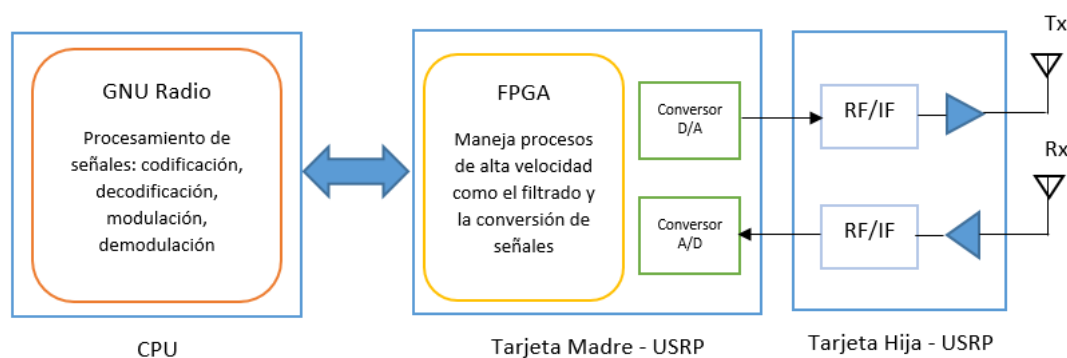 GNU Radio
Procesamiento de
señales: codificación,
decodificación,
modulación,
demodulación
CPU
FPGA
Maneja procesos
de alta velocidad
como el filtrado y
la conversión de
señales
Conversor
D/A
Conversor
A/D
Tarjeta Madre - USRP
RF/IF
RF/IF
Tx
Rx
Tarjeta Hija - USRP